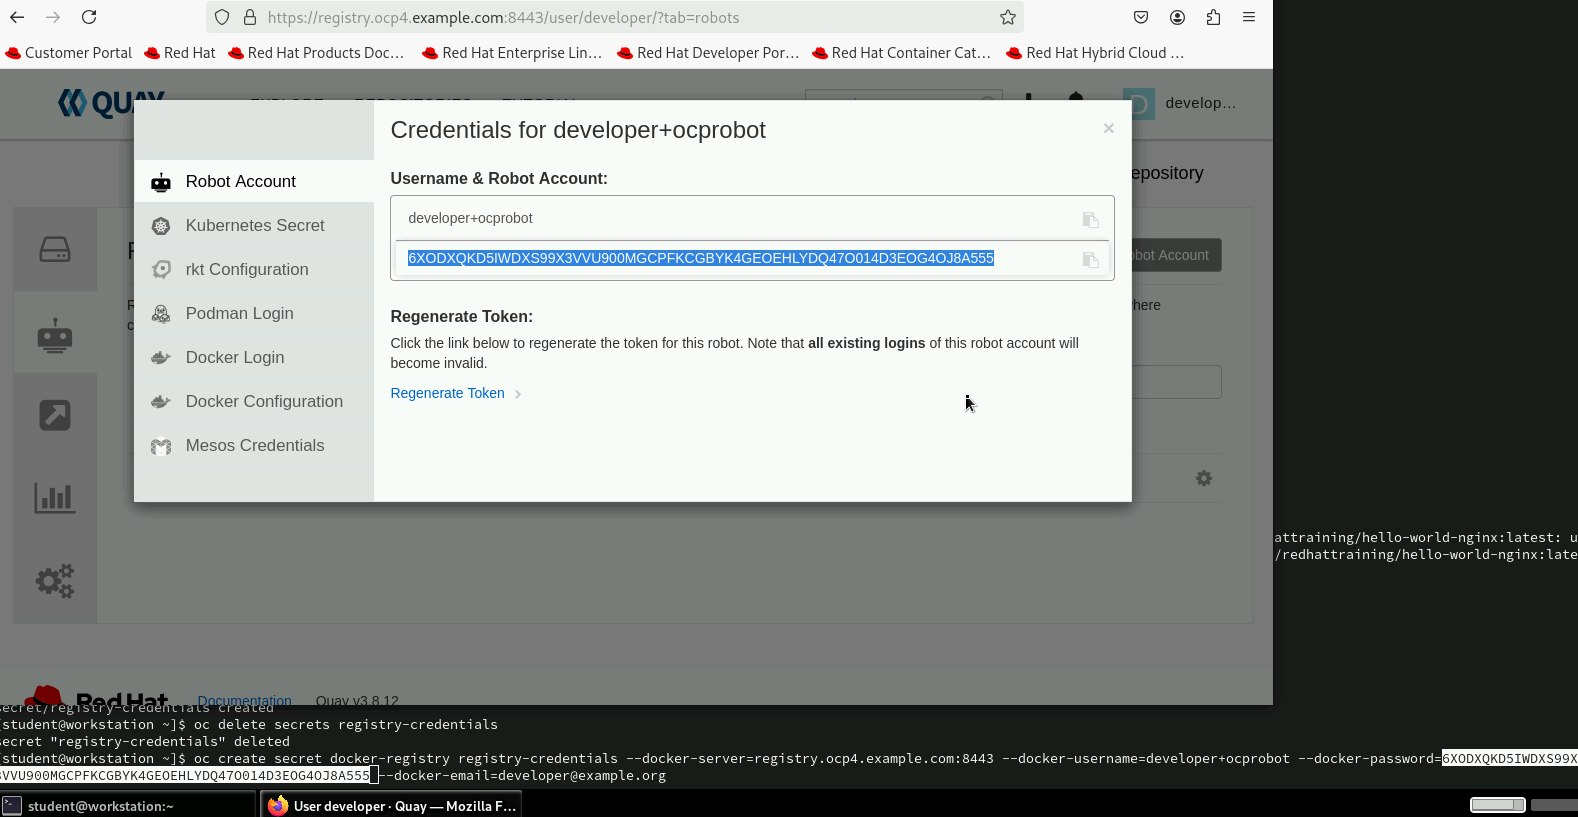 https://registry.ocp4.example.com:8443/user/developer/?tab=robots
Customer Portal
Red Hat
Red Hat Products Doc…
Red Hat Enterprise Lin…
Red Hat Developer Por…
Red Hat Container Cat…
Red Hat Hybrid Cloud …
QUAY
D
develop…
Credentials for developer+ocprobot
×
Robot Account
Kubernetes Secret
rkt Configuration
Podman Login
Docker Login
Docker Configuration
Mesos Credentials
Username & Robot Account:
developer+ocprobot
6XODXQKD5IWDXS99X3VVU900MGCPFKCGBYK4GEOEHLYDQ47O014D3EOG4OJ8A555
Regenerate Token:
Click the link below to regenerate the token for this robot. Note that all existing logins of this robot account will
become invalid.
Regenerate Token
epository
bot Account
here
attraining/hello-world-nginx:latest: u
/redhattraining/hello-world-nginx:late
Red Hat
Documentation
Quay v3.8.12
secret/registry-credentials created
[student@workstation ~]$ oc delete secrets registry-credentials
secret "registry-credentials" deleted
[student@workstation ~]$ oc create secret docker-registry registry-credentials --docker-server=registry.ocp4.example.com:8443 --docker-username=developer+ocprobot --docker-password=6XODXQKD5IWDXS99X
3VVU900MGCPFKCGBYK4GEOEHLYDQ47O014D3EOG4OJ8A555 --docker-email=developer@example.org
student@workstation:~
User developer · Quay — Mozilla F…